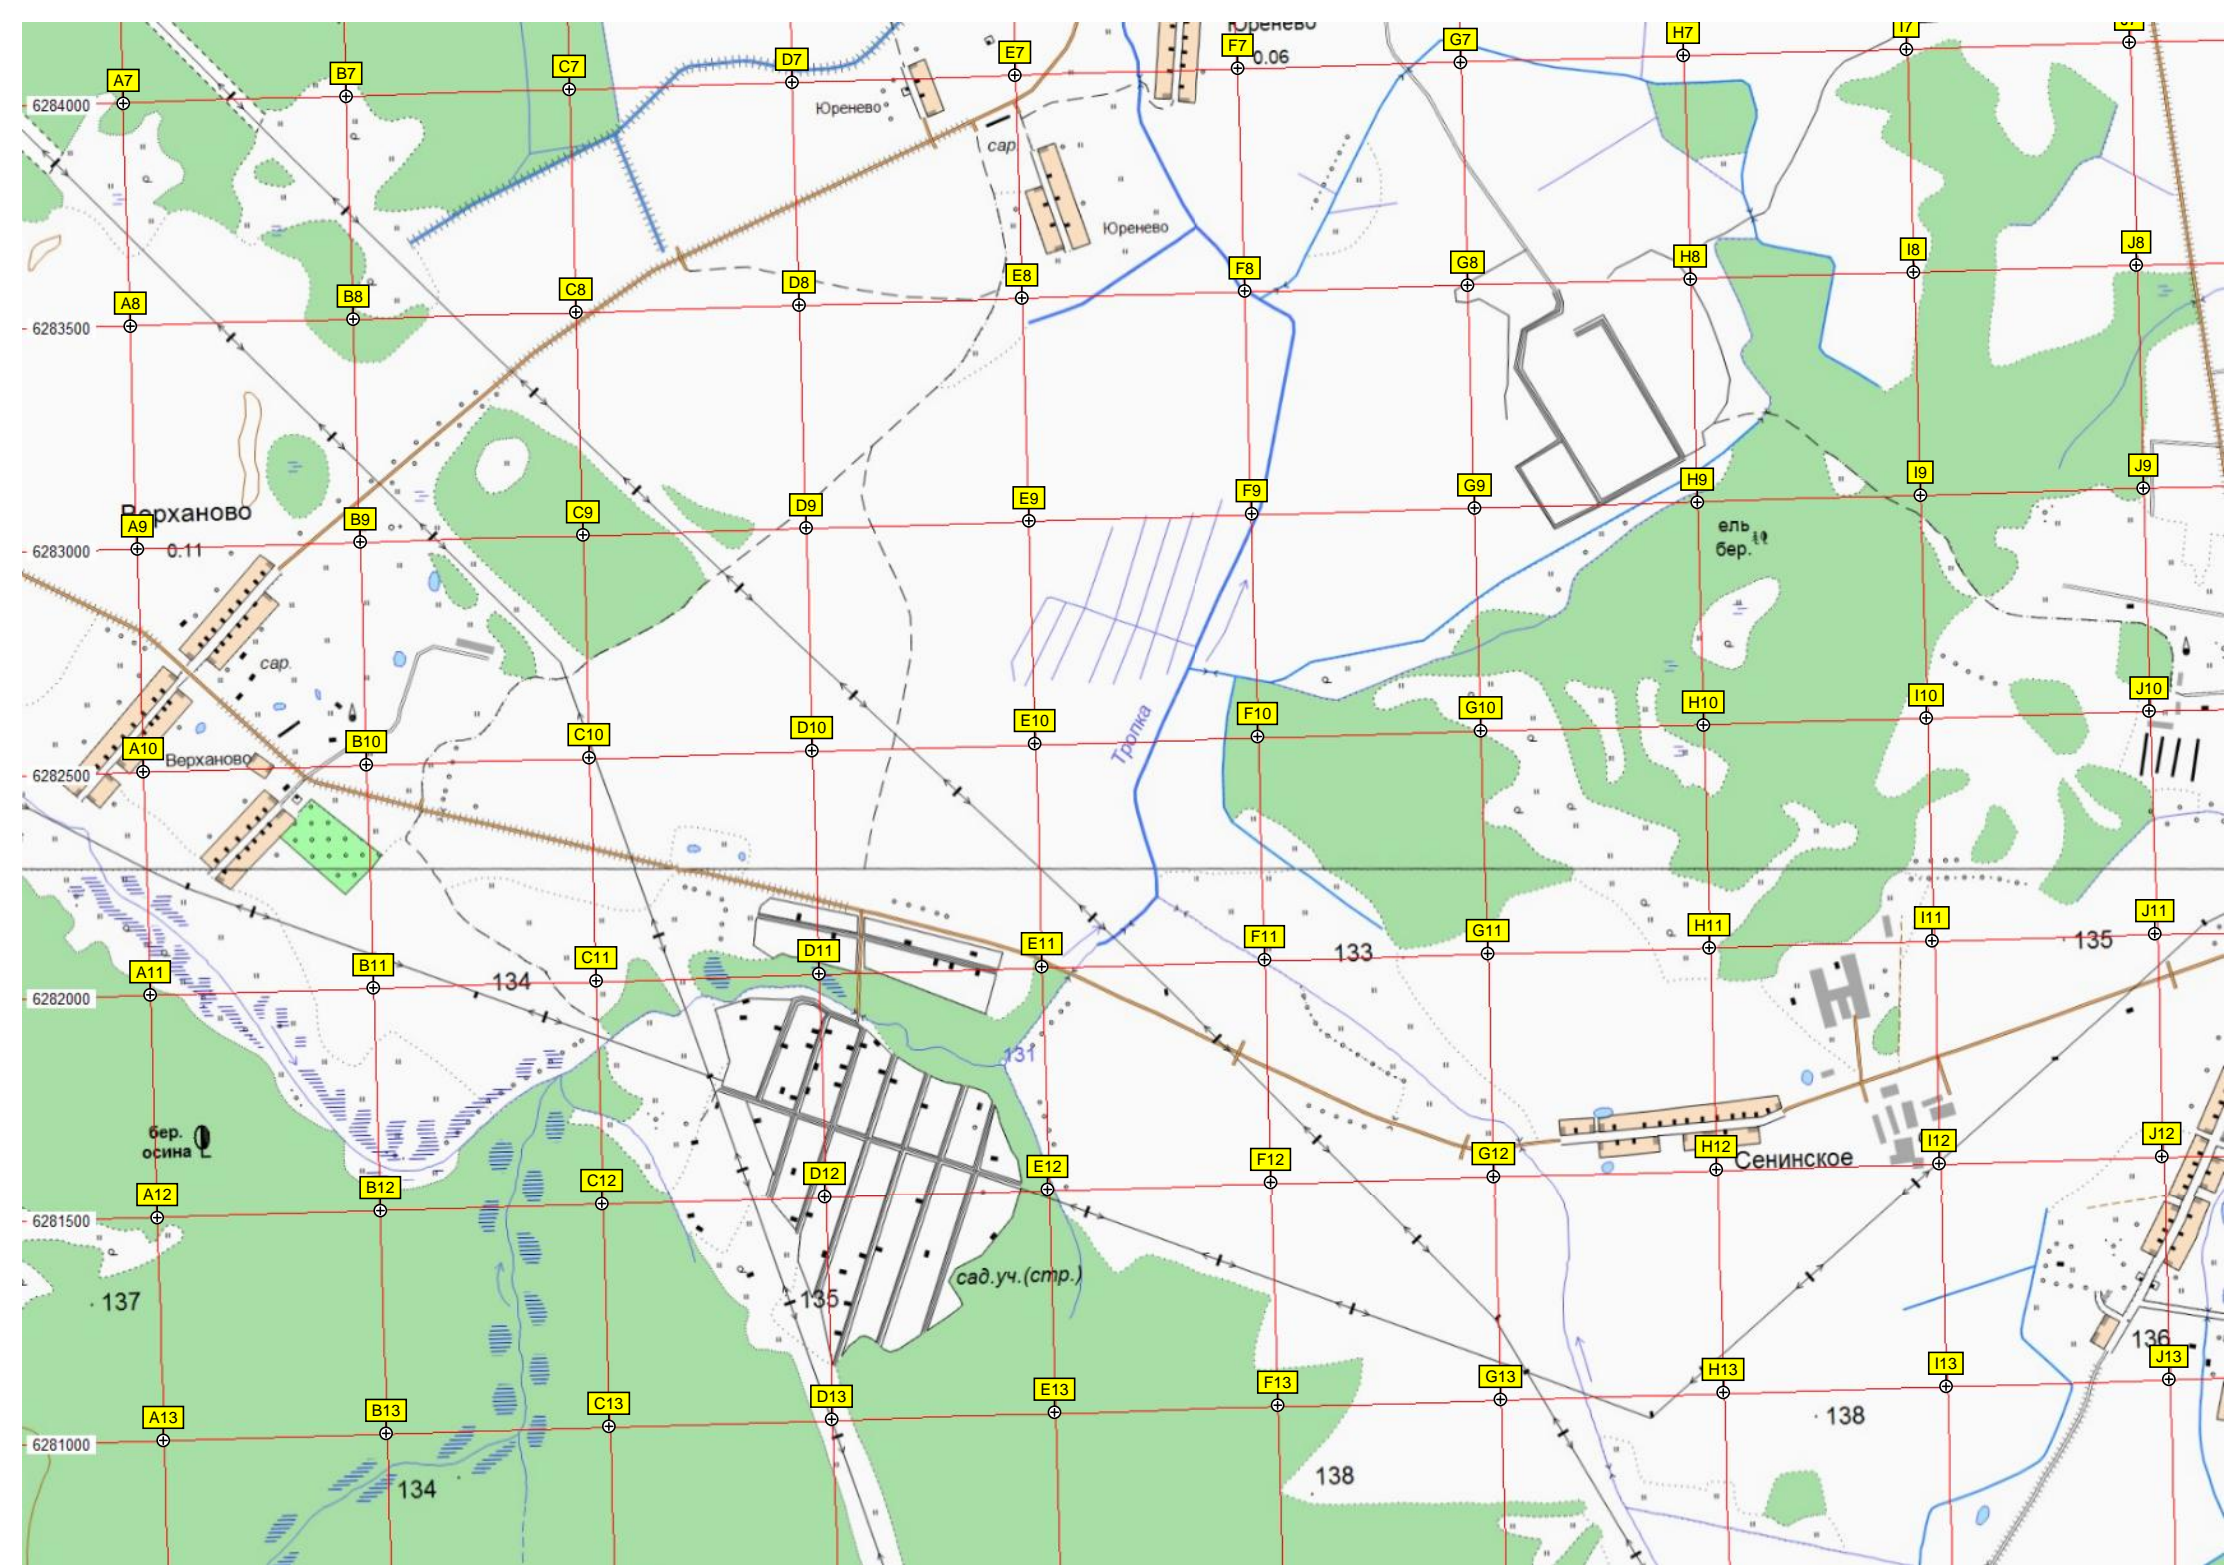 Юренево
0.06
A7 B7 C7 D7 E7 F7 G7 H7 I7 J7
6284000
Юренево
сар.
Юренево
A8 B8 C8 D8 E8 F8 G8 H8 I8 J8
6283500
Верханово
0.11
A9 B9 C9 D9 E9 F9 G9 H9 I9 J9
6283000
ель
бер.
сар.
Тропка
A10 B10 C10 D10 E10 F10 G10 H10 I10 J10
Верханово
6282500
A11 B11 C11 D11 E11 F11 G11 H11 I11 J11
134
133
135
6282000
131
бер.
осина
Сенинское
A12 B12 C12 D12 E12 F12 G12 H12 I12 J12
6281500
сад.уч.(стр.)
137
135
136
A13 B13 C13 D13 E13 F13 G13 H13 I13 J13
6281000
138
138
134